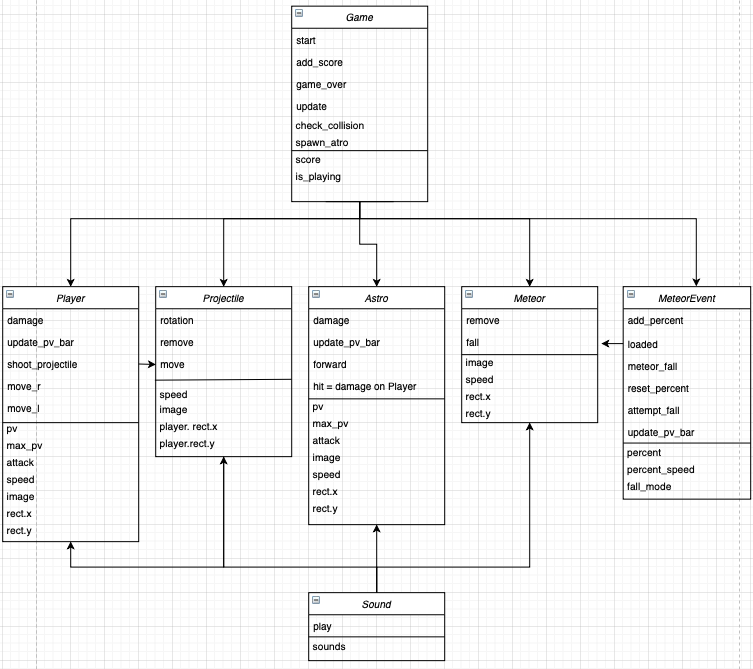 Game
start
add_score
game_over
update
check_collision
spawn_atro
score
is_playing
Player
damage
update_pv_bar
shoot_projectile
move_r
move_l
pv
max_pv
attack
speed
image
rect.x
rect.y
Projectile
rotation
remove
move
speed
image
player. rect.x
player.rect.y
Astro
damage
update_pv_bar
forward
hit = damage on Player
pv
max_pv
attack
image
speed
rect.x
rect.y
Meteor
remove
fall
image
speed
rect.x
rect.y
MeteorEvent
add_percent
loaded
meteor_fall
reset_percent
attempt_fall
update_pv_bar
percent
percent_speed
fall_mode
Sound
play
sounds